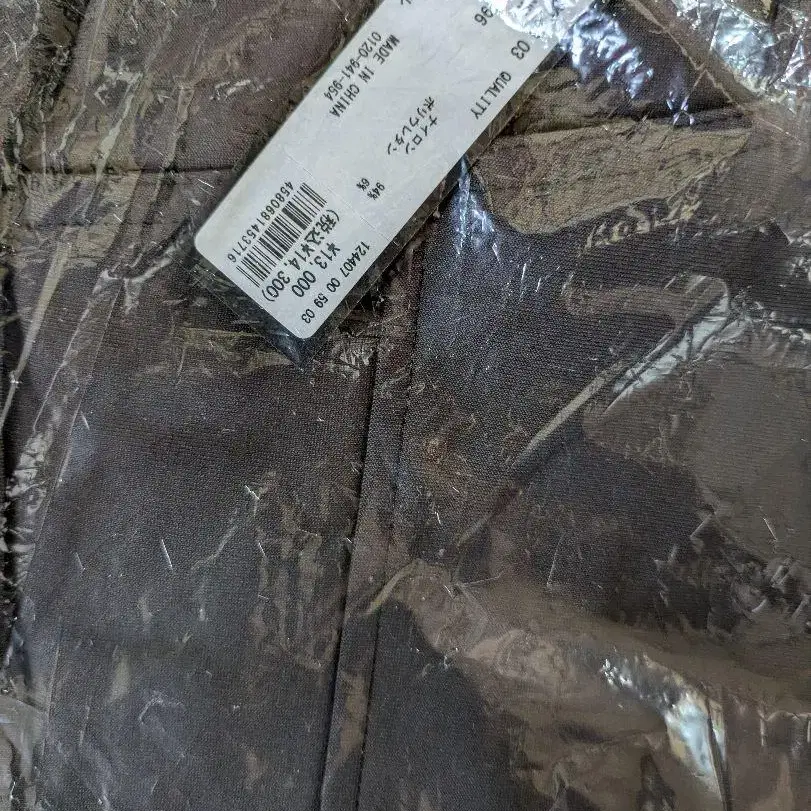 03 QUALITY
ナイロン 94%
ポリウレタン 6%
MADE IN CHINA
0120-941-954
124407 00 59 03
¥13,000
(税込¥14,300)
4580681453716